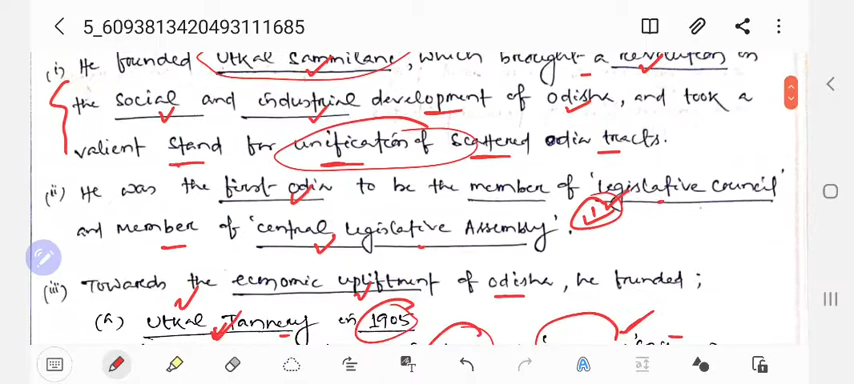 5_6093813420493111685
(i) He founded Utkal Sammilani, which brought a revolution in
the social and industrial development of odisha, and took a
valient stand for unification of scattered odia tracts.
(ii) He was the first odia to be the member of 'legislative council'
and member of 'central legislative Assembly'.
(iii) Towards the economic upliftment of odisha, he founded;
(A) Utkal Tannery in 1905